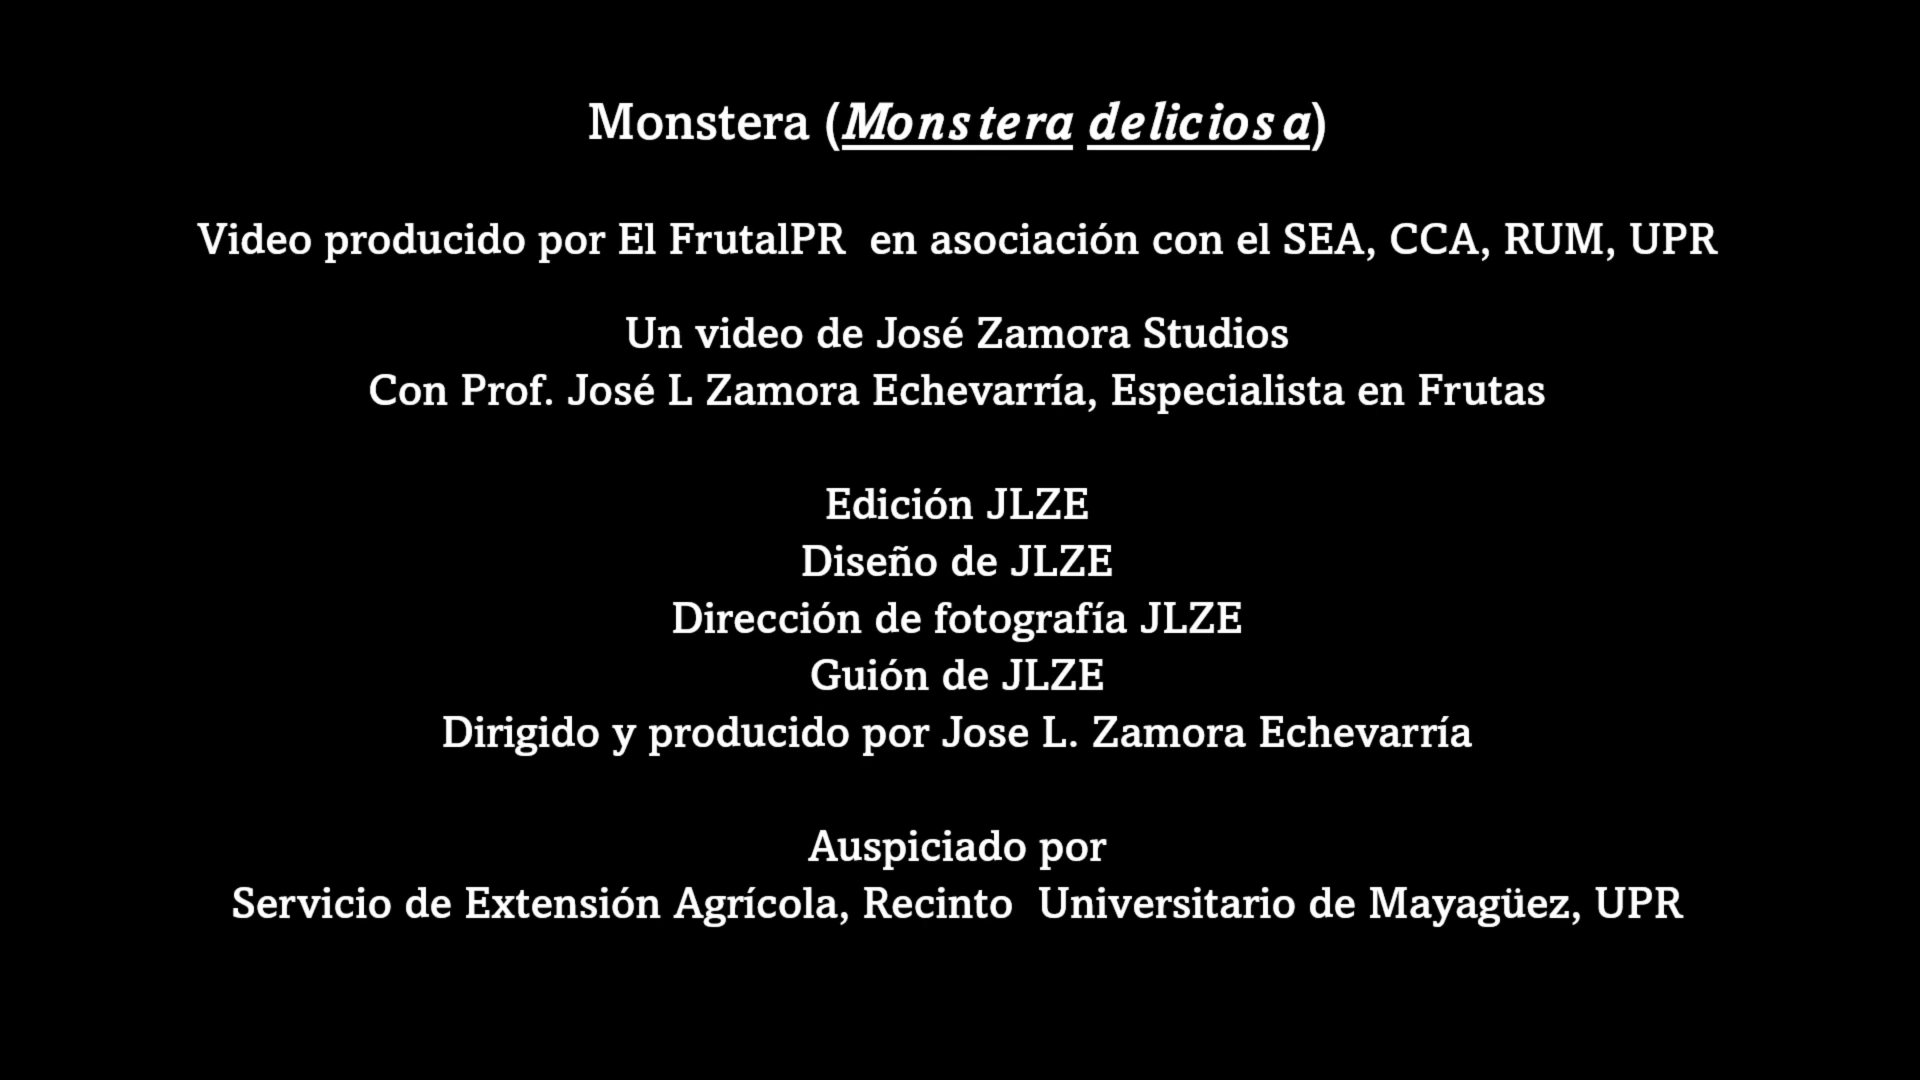 Monstera (Monstera deliciosa)
Video producido por El FrutalPR  en asociación con el SEA, CCA, RUM, UPR
Un video de José Zamora Studios
Con Prof. José L Zamora Echevarría, Especialista en Frutas
Edición JLZE
Diseño de JLZE
Dirección de fotografía JLZE
Guión de JLZE
Dirigido y producido por Jose L. Zamora Echevarría
Auspiciado por
Servicio de Extensión Agrícola, Recinto  Universitario de Mayagüez, UPR